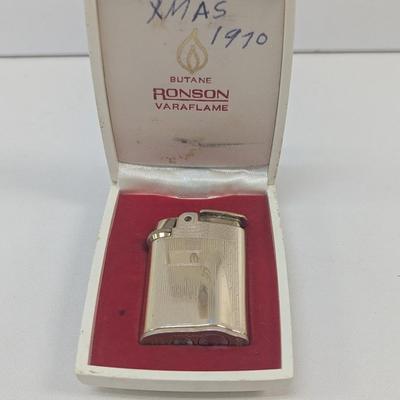 XMAS
1970
BUTANE
RONSON
VARAFLAME